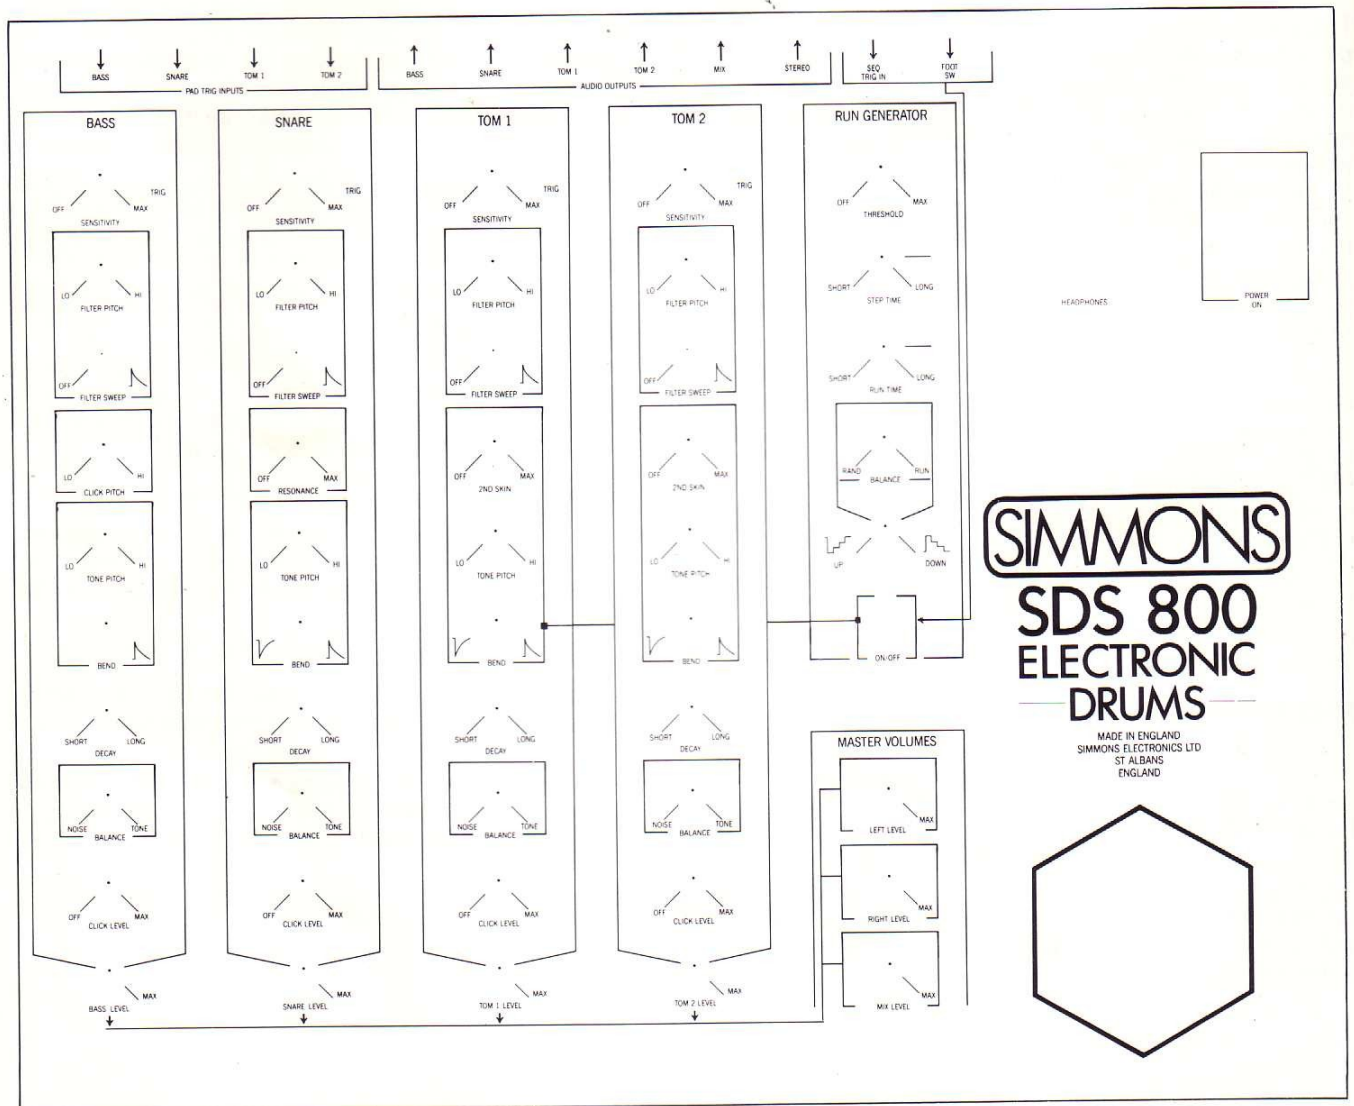 BASS
SNARE
TOM 1
TOM 2
PAD TRIG INPUTS
BASS
SNARE
TOM 1
TOM 2
MIX
STEREO
AUDIO OUTPUTS
SEQ
TRIG IN
FOOT
SW
BASS
TRIG
OFF
MAX
SENSITIVITY
LO
HI
FILTER PITCH
OFF
FILTER SWEEP
LO
HI
CLICK PITCH
LO
HI
TONE PITCH
BEND
SHORT
LONG
DECAY
NOISE
TONE
BALANCE
OFF
MAX
CLICK LEVEL
MAX
BASS LEVEL
SNARE
TRIG
OFF
MAX
SENSITIVITY
LO
HI
FILTER PITCH
OFF
FILTER SWEEP
OFF
MAX
RESONANCE
LO
HI
TONE PITCH
BEND
SHORT
LONG
DECAY
NOISE
TONE
BALANCE
OFF
MAX
CLICK LEVEL
MAX
SNARE LEVEL
TOM 1
TRIG
OFF
MAX
SENSITIVITY
LO
HI
FILTER PITCH
OFF
FILTER SWEEP
OFF
MAX
2ND SKIN
LO
HI
TONE PITCH
BEND
SHORT
LONG
DECAY
NOISE
TONE
BALANCE
OFF
MAX
CLICK LEVEL
MAX
TOM 1 LEVEL
TOM 2
TRIG
OFF
MAX
SENSITIVITY
LO
HI
FILTER PITCH
OFF
FILTER SWEEP
OFF
MAX
2ND SKIN
LO
HI
TONE PITCH
BEND
SHORT
LONG
DECAY
NOISE
TONE
BALANCE
OFF
MAX
CLICK LEVEL
MAX
TOM 2 LEVEL
RUN GENERATOR
OFF
MAX
THRESHOLD
SHORT
LONG
STEP TIME
SHORT
LONG
RUN TIME
RAND
RUN
BALANCE
UP
DOWN
ON/OFF
MASTER VOLUMES
MAX
LEFT LEVEL
MAX
RIGHT LEVEL
MAX
MIX LEVEL
HEADPHONES
POWER
ON
SIMMONS
SDS 800
ELECTRONIC
DRUMS
MADE IN ENGLAND
SIMMONS ELECTRONICS LTD
ST ALBANS
ENGLAND